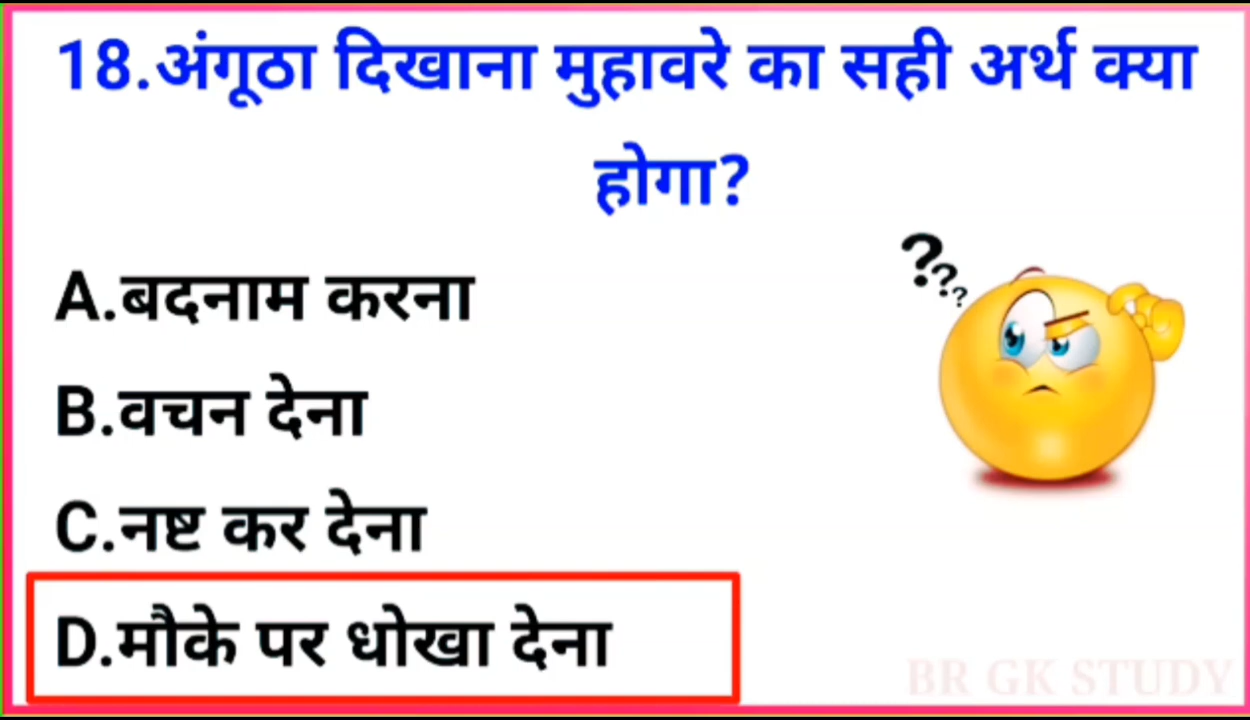 18.अंगूठा दिखाना मुहावरे का सही अर्थ क्या
होगा?
???
A.बदनाम करना
B.वचन देना
C.नष्ट कर देना
D.मौके पर धोखा देना
BR GK STUDY